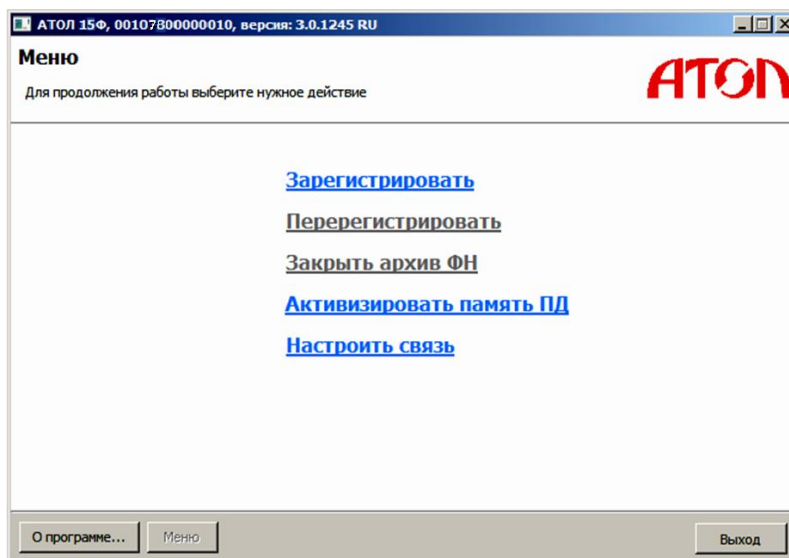 АТОЛ 15Ф, 00107800000010, версия: 3.0.1245 RU
Меню
Для продолжения работы выберите нужное действие
АТОЛ
Зарегистрировать
Перерегистрировать
Закрыть архив ФН
Активизировать память ПД
Настроить связь
О программе...
Меню
Выход